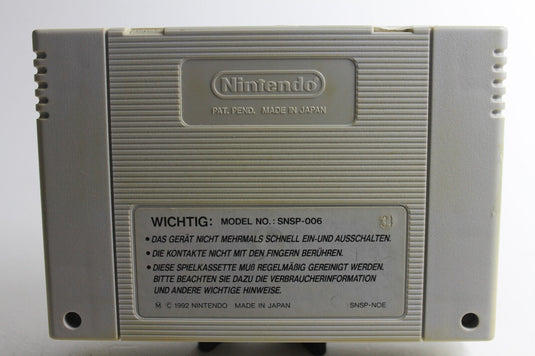 Nintendo
PAT. PEND. MADE IN JAPAN
WICHTIG: MODEL NO.: SNSP-006
• DAS GERÄT NICHT MEHRMALS SCHNELL EIN-UND AUSSCHALTEN.
• DIE KONTAKTE NICHT MIT DEN FINGERN BERÜHREN.
• DIESE SPIELKASSETTE MUß REGELMÄßIG GEREINIGT WERDEN.
BITTE BEACHTEN SIE DAZU DIE VERBRAUCHERINFORMATION
UND ANDERE WICHTIGE HINWEISE.
© 1992 NINTENDO MADE IN JAPAN SNSP-NOE